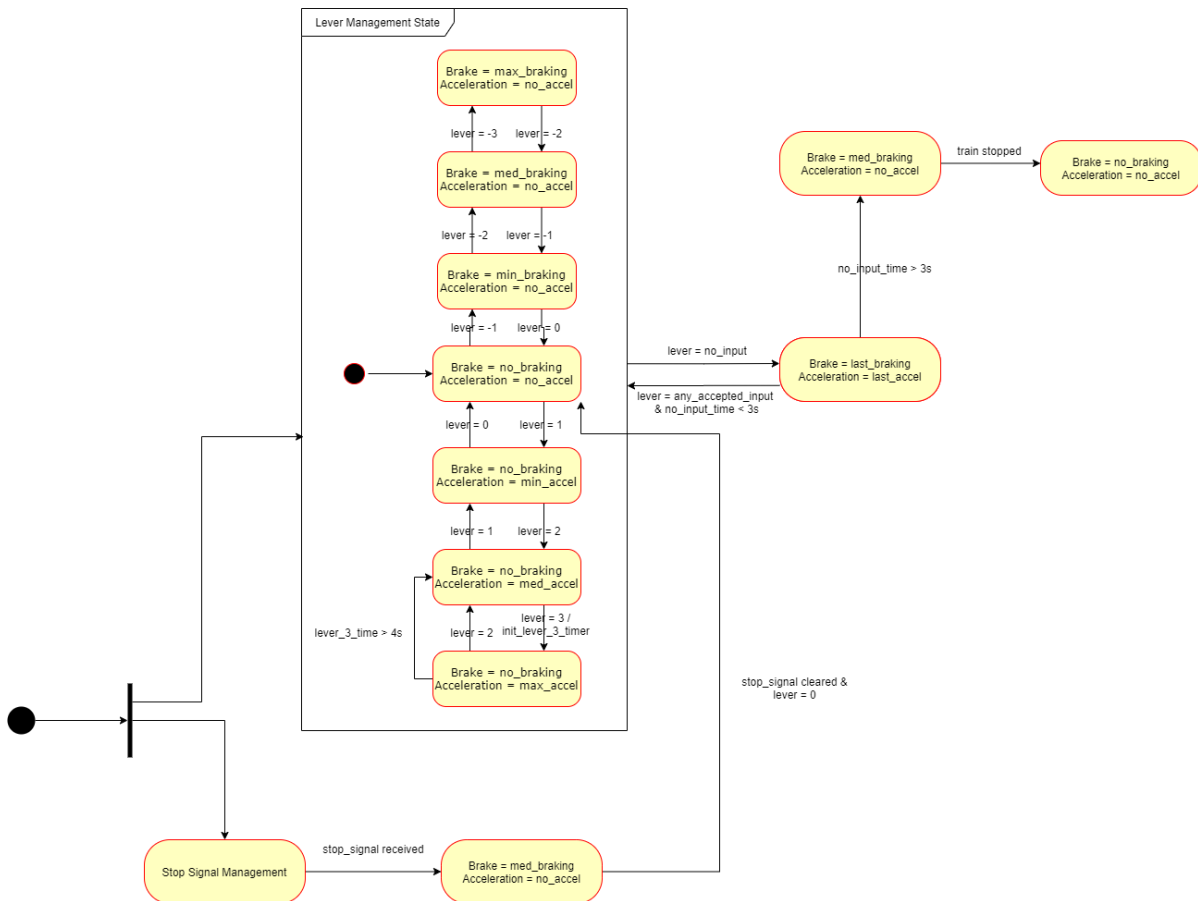 Lever Management State
Brake = max_braking
Acceleration = no_accel
lever = -3
lever = -2
Brake = med_braking
Acceleration = no_accel
lever = -2
lever = -1
Brake = min_braking
Acceleration = no_accel
lever = -1
lever = 0
Brake = no_braking
Acceleration = no_accel
lever = 0
lever = 1
Brake = no_braking
Acceleration = min_accel
lever = 1
lever = 2
Brake = no_braking
Acceleration = med_accel
lever_3_time > 4s
lever = 2
lever = 3 /
init_lever_3_timer
Brake = no_braking
Acceleration = max_accel
Brake = med_braking
Acceleration = no_accel
train stopped
Brake = no_braking
Acceleration = no_accel
no_input_time > 3s
lever = no_input
Brake = last_braking
Acceleration = last_accel
lever = any_accepted_input
& no_input_time < 3s
stop_signal cleared &
lever = 0
Stop Signal Management
stop_signal received
Brake = med_braking
Acceleration = no_accel